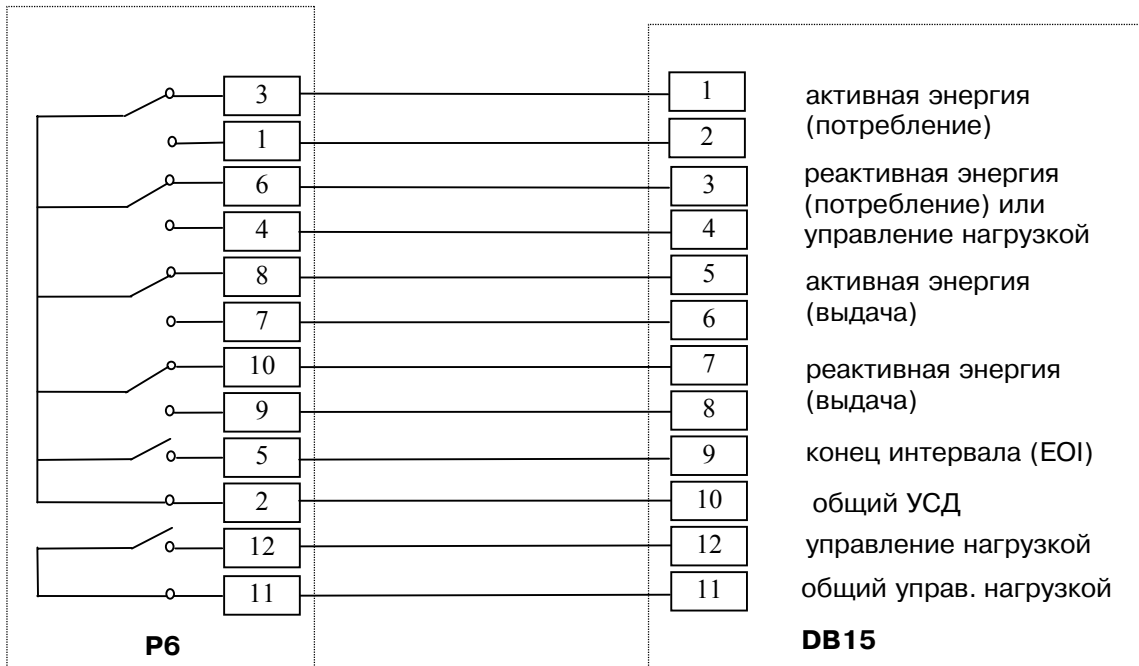 3 1 активная энергия
(потребление)
1 2
6 3 реактивная энергия
(потребление) или
4 4 управление нагрузкой
8 5 активная энергия
(выдача)
7 6
10 7 реактивная энергия
(выдача)
9 8
5 9 конец интервала (EOI)
2 10 общий УСД
12 12 управление нагрузкой
11 11 общий управ. нагрузкой
P6 DB15